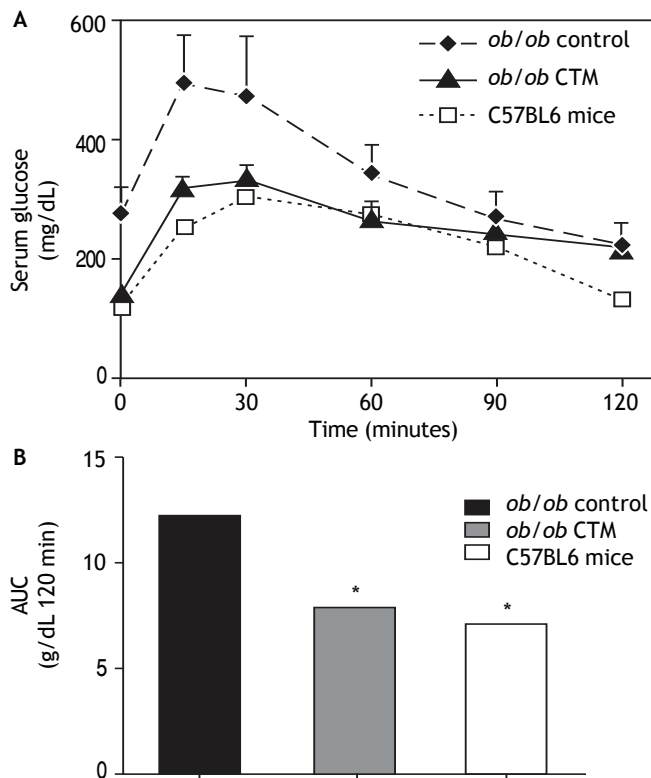 A
600
400
200
0
Serum glucose
(mg/dL)
ob/ob control
ob/ob CTM
C57BL6 mice
0 30 60 90 120
Time (minutes)
B
15
10
5
0
AUC
(g/dL 120 min)
ob/ob control
ob/ob CTM
C57BL6 mice
*
*